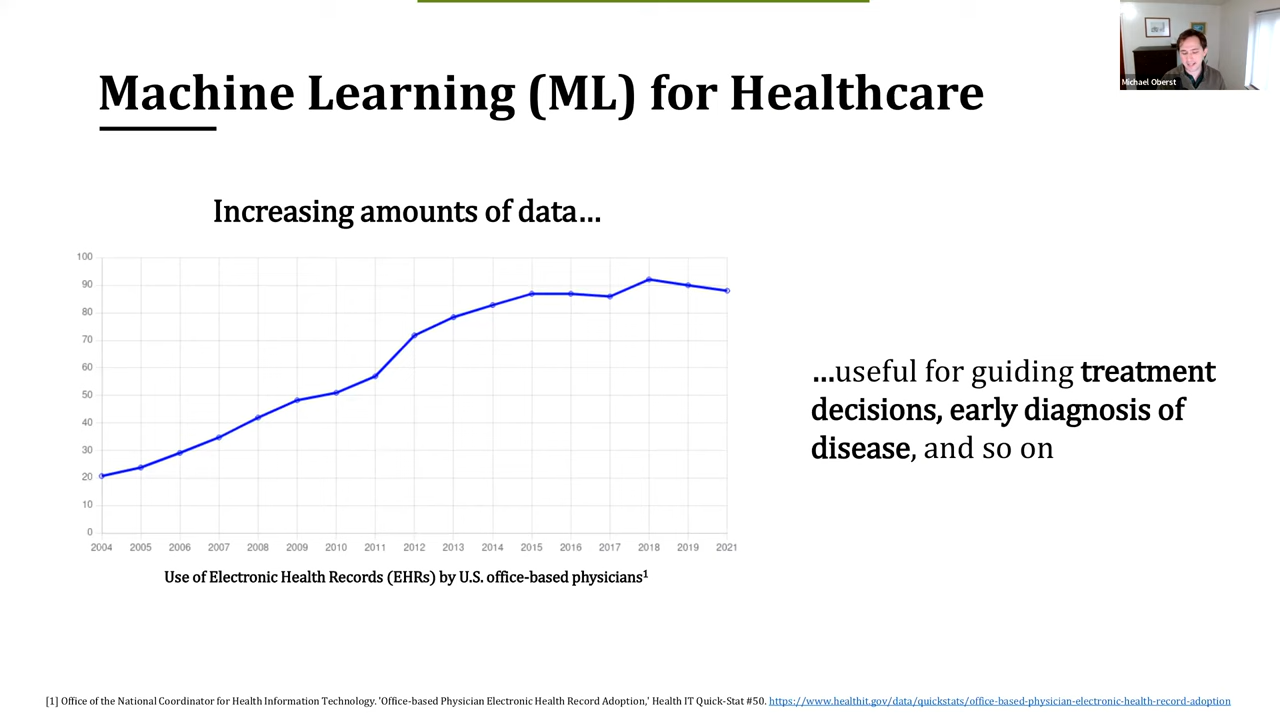 Machine Learning (ML) for Healthcare
Michael Oberst
Increasing amounts of data...
100
90
80
70
60
50
40
30
20
10
0
2004 2005 2006 2007 2008 2009 2010 2011 2012 2013 2014 2015 2016 2017 2018 2019 2021
Use of Electronic Health Records (EHRs) by U.S. office-based physicians¹
...useful for guiding treatment
decisions, early diagnosis of
disease, and so on
[1] Office of the National Coordinator for Health Information Technology. 'Office-based Physician Electronic Health Record Adoption,' Health IT Quick-Stat #50. https://www.healthit.gov/data/quickstats/office-based-physician-electronic-health-record-adoption